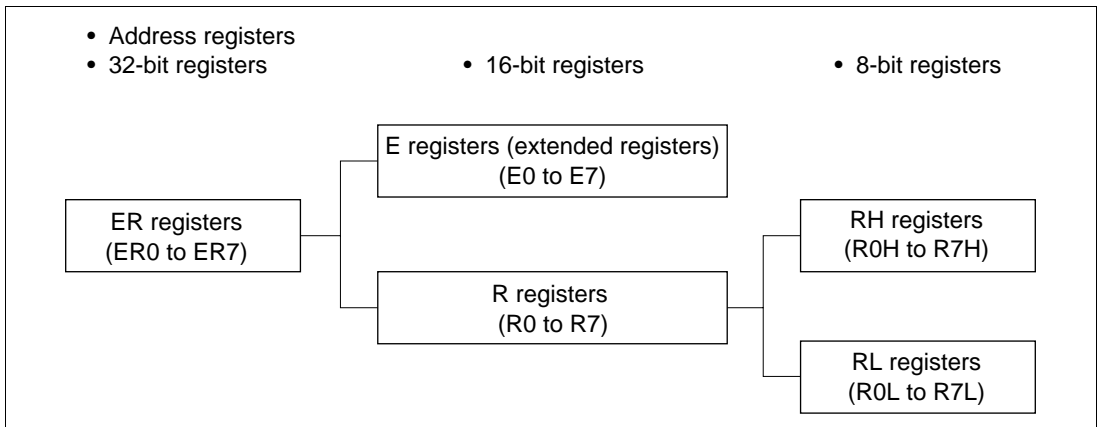 • Address registers
• 32-bit registers
• 16-bit registers
• 8-bit registers
E registers (extended registers)
(E0 to E7)
ER registers
(ER0 to ER7)
RH registers
(R0H to R7H)
R registers
(R0 to R7)
RL registers
(R0L to R7L)